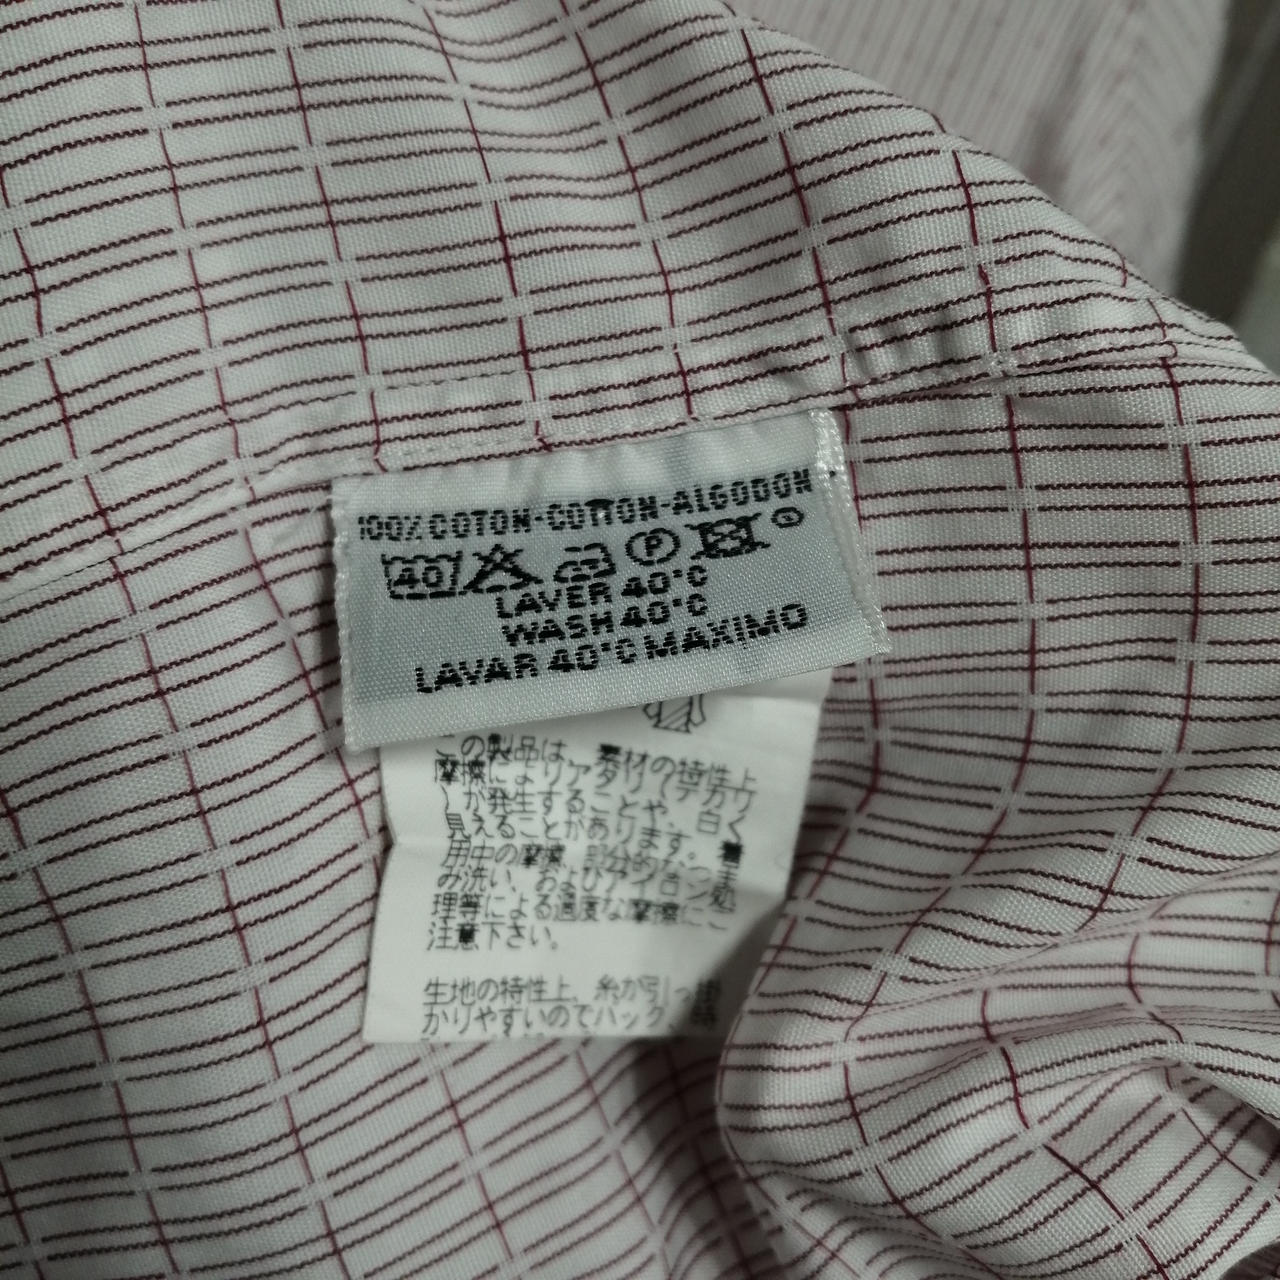 100% COTON-COTTON-ALGODON
40 P
LAVER 40°C
WASH 40°C
LAVAR 40°C MAXIMO
この製品は、素材の特性上
摩擦によりアタリ(テカリ
)が発生することや、白く
見えることがあります。着
用中の摩擦、部分的なつま
み洗い、およびアイロン処
理等による過度な摩擦にご
注意下さい。
生地の特性上、糸が引っ掛
かりやすいのでバック、